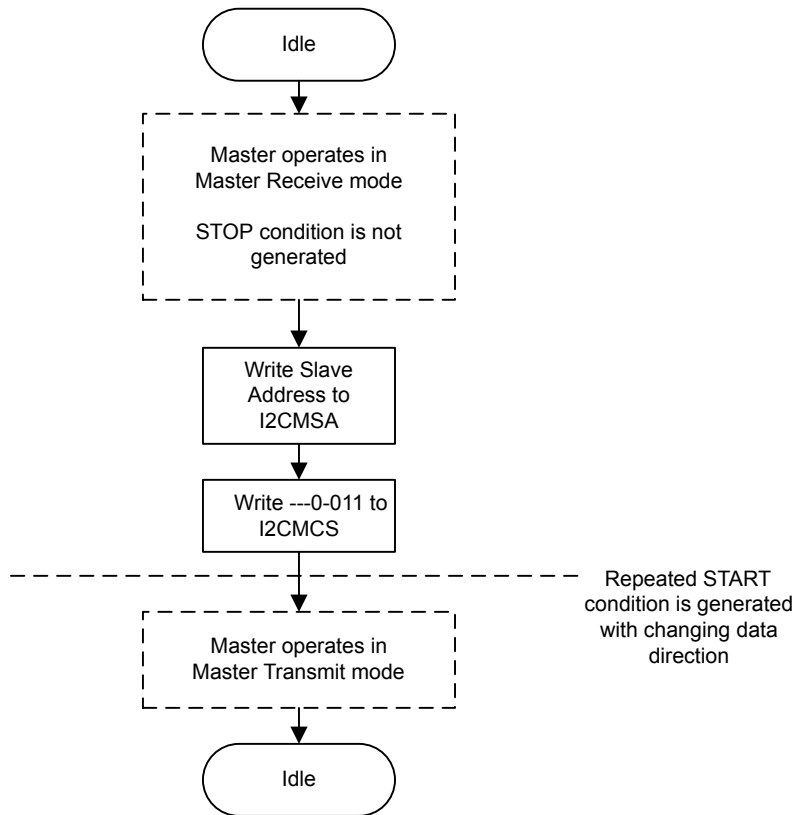 Idle
Master operates in
Master Receive mode
STOP condition is not
generated
Write Slave
Address to
I2CMSA
Write ---0-011 to
I2CMCS
Repeated START
condition is generated
with changing data
direction
Master operates in
Master Transmit mode
Idle